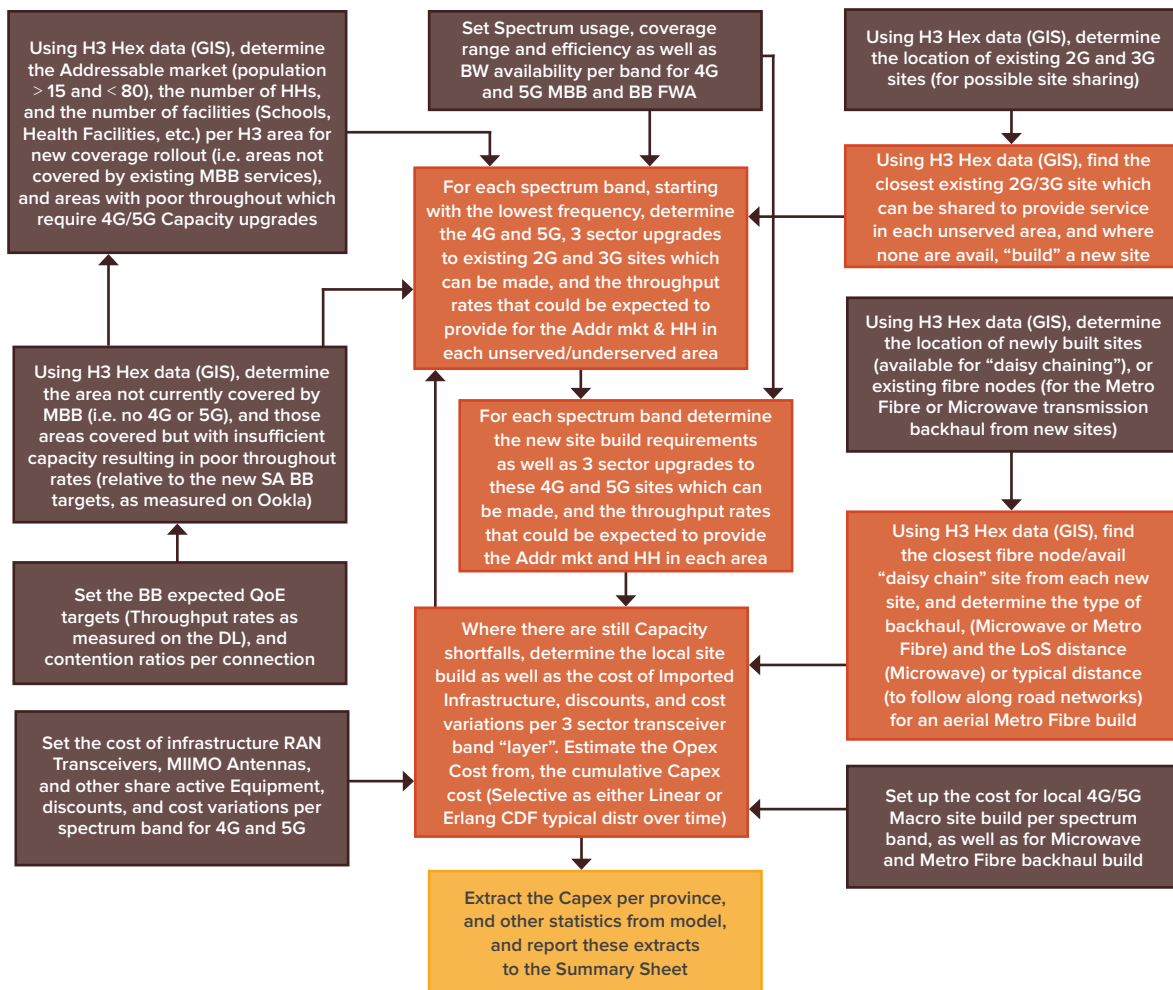 Using H3 Hex data (GIS), determine
the Addressable market (population
> 15 and < 80), the number of HHs,
and the number of facilities (Schools,
Health Facilities, etc.) per H3 area for
new coverage rollout (i.e. areas not
covered by existing MBB services),
and areas with poor throughout which
require 4G/5G Capacity upgrades
Set Spectrum usage, coverage
range and efficiency as well as
BW availability per band for 4G
and 5G MBB and BB FWA
Using H3 Hex data (GIS), determine
the location of existing 2G and 3G
sites (for possible site sharing)
For each spectrum band, starting
with the lowest frequency, determine
the 4G and 5G, 3 sector upgrades
to existing 2G and 3G sites which
can be made, and the throughput
rates that could be expected to
provide for the Addr mkt & HH in
each unserved/underserved area
Using H3 Hex data (GIS), find the
closest existing 2G/3G site which
can be shared to provide service
in each unserved area, and where
none are avail, “build” a new site
Using H3 Hex data (GIS), determine
the area not currently covered by
MBB (i.e. no 4G or 5G), and those
areas covered but with insufficient
capacity resulting in poor throughout
rates (relative to the new SA BB
targets, as measured on Ookla)
Using H3 Hex data (GIS), determine
the location of newly built sites
(available for “daisy chaining”), or
existing fibre nodes (for the Metro
Fibre or Microwave transmission
backhaul from new sites)
For each spectrum band determine
the new site build requirements
as well as 3 sector upgrades to
these 4G and 5G sites which can
be made, and the throughput rates
that could be expected to provide
the Addr mkt and HH in each area
Set the BB expected QoE
targets (Throughput rates as
measured on the DL), and
contention ratios per connection
Using H3 Hex data (GIS), find
the closest fibre node/avail
“daisy chain” site from each new
site, and determine the type of
backhaul, (Microwave or Metro
Fibre) and the LoS distance
(Microwave) or typical distance
(to follow along road networks)
for an aerial Metro Fibre build
Where there are still Capacity
shortfalls, determine the local site
build as well as the cost of Imported
Infrastructure, discounts, and cost
variations per 3 sector transceiver
band “layer”. Estimate the Opex
Cost from, the cumulative Capex
cost (Selective as either Linear or
Erlang CDF typical distr over time)
Set the cost of infrastructure RAN
Transceivers, MIIMO Antennas,
and other share active Equipment,
discounts, and cost variations per
spectrum band for 4G and 5G
Set up the cost for local 4G/5G
Macro site build per spectrum
band, as well as for Microwave
and Metro Fibre backhaul build
Extract the Capex per province,
and other statistics from model,
and report these extracts
to the Summary Sheet